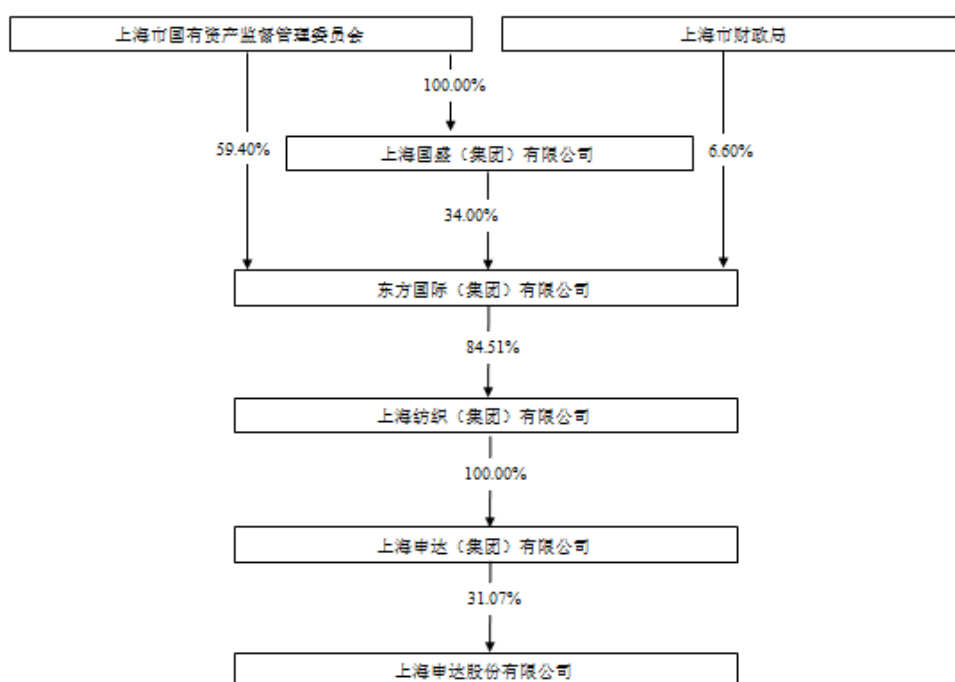 上海市国有资产监督管理委员会
上海市财政局
100.00%
59.40%
上海国盛（集团）有限公司
6.60%
34.00%
东方国际（集团）有限公司
84.51%
上海纺织（集团）有限公司
100.00%
上海申达（集团）有限公司
31.07%
上海申达股份有限公司